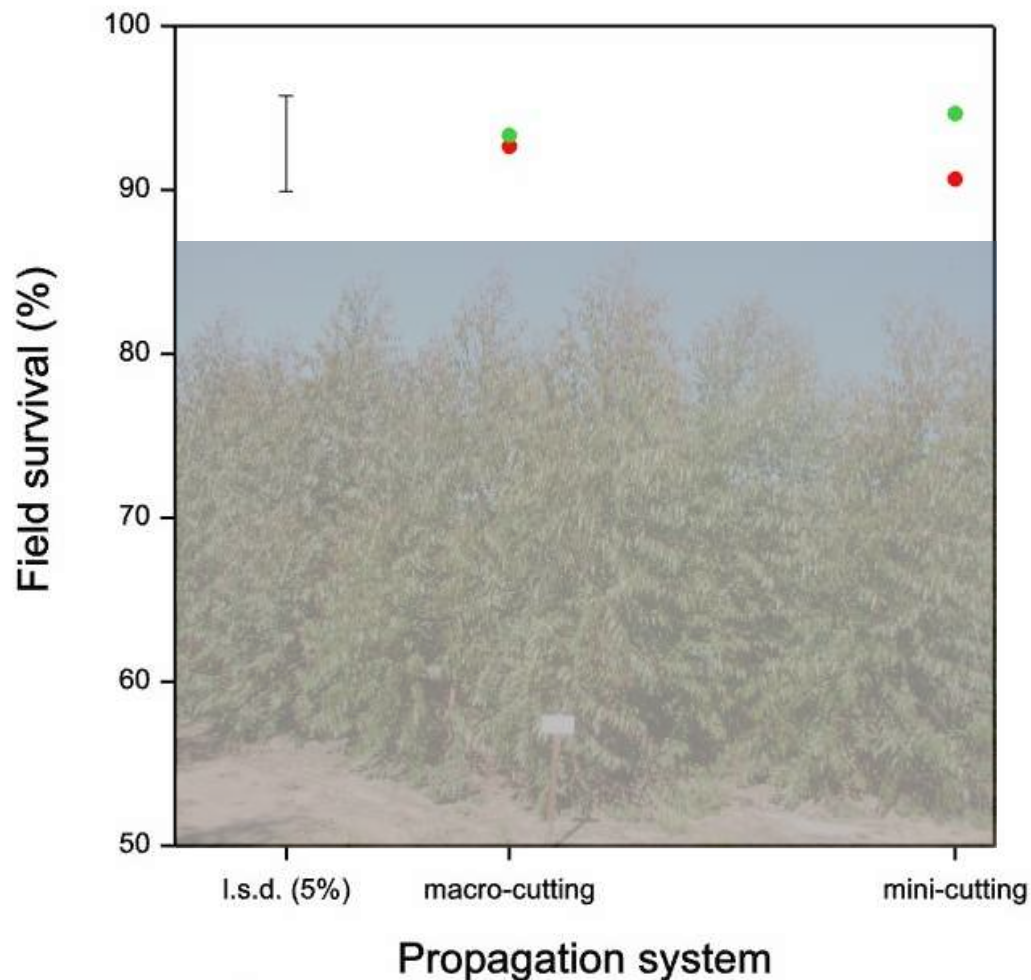 100
90
80
70
60
50
Field survival (%)
l.s.d. (5%) macro-cutting mini-cutting
Propagation system